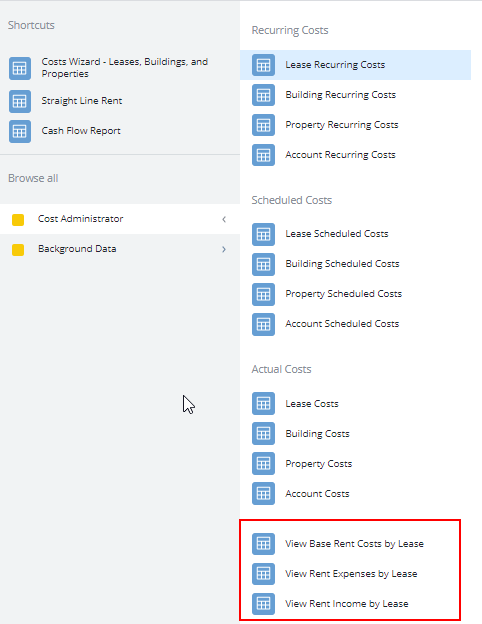 Shortcuts
Costs Wizard - Leases, Buildings, and
Properties
Straight Line Rent
Cash Flow Report
Browse all
Cost Administrator
Background Data
Recurring Costs
Lease Recurring Costs
Building Recurring Costs
Property Recurring Costs
Account Recurring Costs
Scheduled Costs
Lease Scheduled Costs
Building Scheduled Costs
Property Scheduled Costs
Account Scheduled Costs
Actual Costs
Lease Costs
Building Costs
Property Costs
Account Costs
View Base Rent Costs by Lease
View Rent Expenses by Lease
View Rent Income by Lease